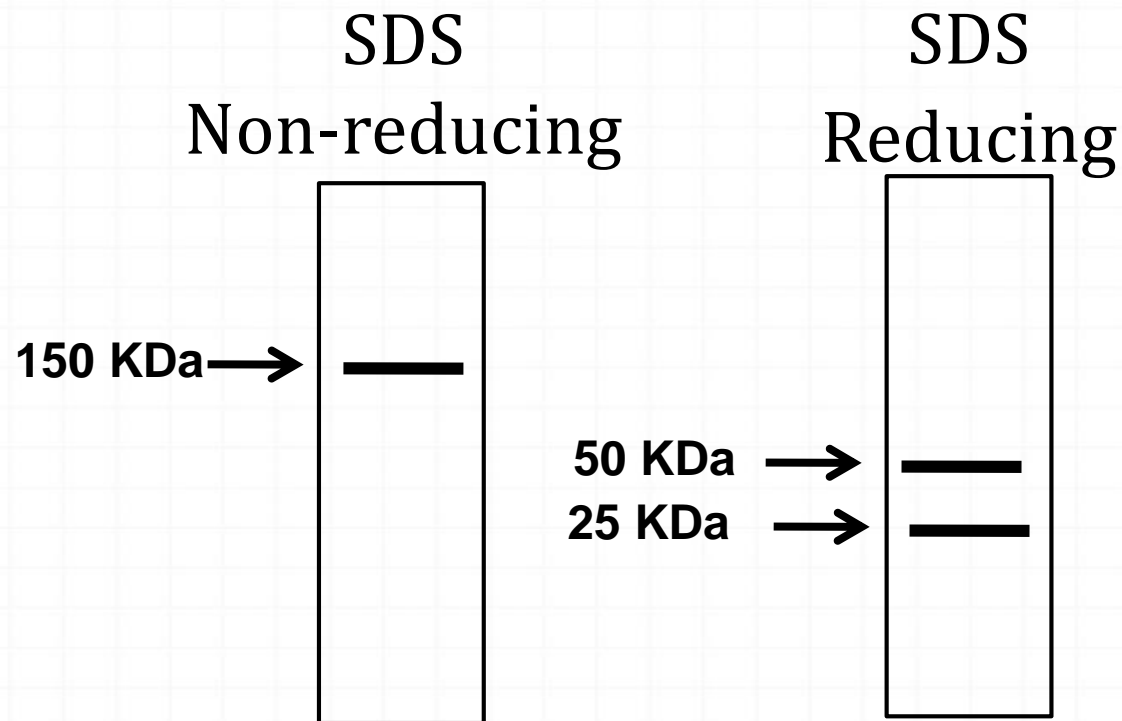 SDS
Non-reducing
SDS
Reducing
150 KDa
50 KDa
25 KDa